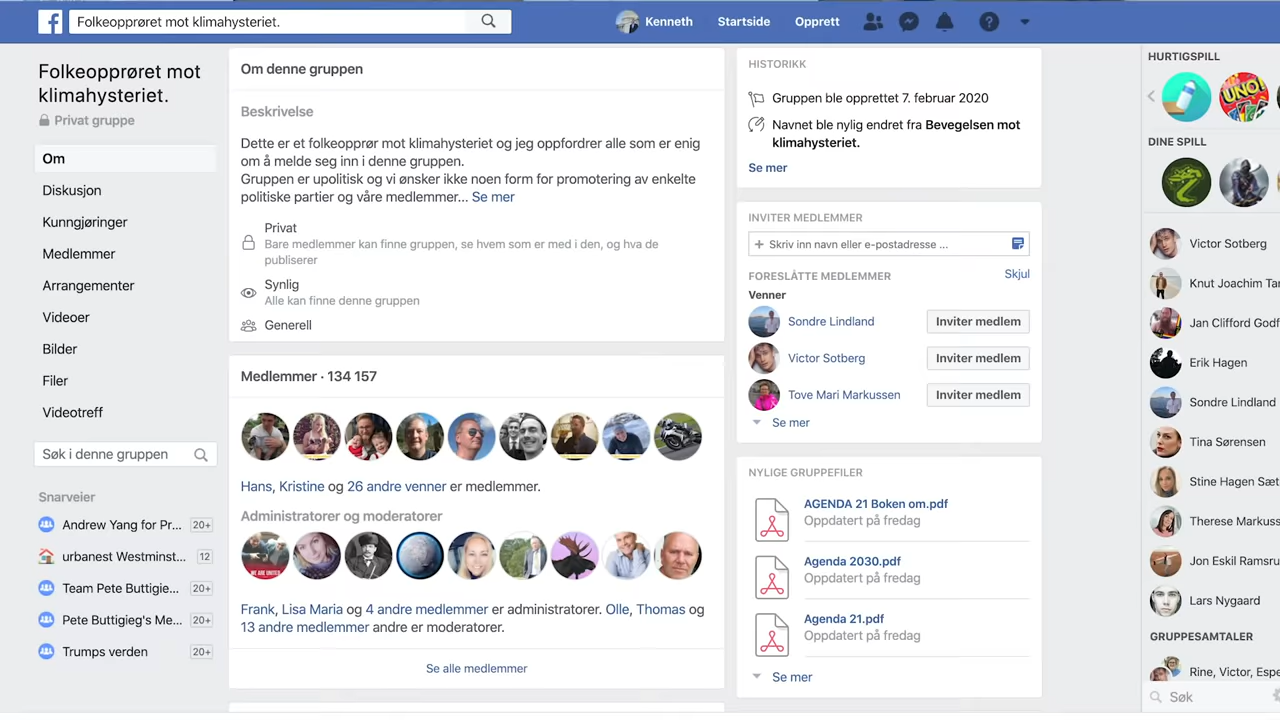 Folkeopprøret mot klimahysteriet.
Kenneth
Startside
Opprett
Folkeopprøret mot
klimahysteriet.
Privat gruppe
Om
Diskusjon
Kunngjøringer
Medlemmer
Arrangementer
Videoer
Bilder
Filer
Videotreff
Søk i denne gruppen
Snarveier
Andrew Yang for Pr... 20+
urbanest Westminst... 12
Team Pete Buttigie... 20+
Pete Buttigieg's Me... 20+
Trumps verden 20+
Om denne gruppen
Beskrivelse
Dette er et folkeopprør mot klimahysteriet og jeg oppfordrer alle som er enig
om å melde seg inn i denne gruppen.
Gruppen er upolitisk og vi ønsker ikke noen form for promotering av enkelte
politiske partier og våre medlemmer... Se mer
Privat
Bare medlemmer kan finne gruppen, se hvem som er med i den, og hva de
publiserer
Synlig
Alle kan finne denne gruppen
Generell
Medlemmer · 134 157
Hans, Kristine og 26 andre venner er medlemmer.
Administratorer og moderatorer
WE ARE UNITED
Frank, Lisa Maria og 4 andre medlemmer er administratorer. Olle, Thomas og
13 andre medlemmer andre er moderatorer.
Se alle medlemmer
HISTORIKK
Gruppen ble opprettet 7. februar 2020
Navnet ble nylig endret fra Bevegelsen mot
klimahysteriet.
Se mer
INVITER MEDLEMMER
+ Skriv inn navn eller e-postadresse ...
FORESLÅTTE MEDLEMMER Skjul
Venner
Sondre Lindland Inviter medlem
Victor Sotberg Inviter medlem
Tove Mari Markussen Inviter medlem
Se mer
NYLIGE GRUPPEFILER
AGENDA 21 Boken om.pdf
Oppdatert på fredag
Agenda 2030.pdf
Oppdatert på fredag
Agenda 21.pdf
Oppdatert på fredag
Se mer
HURTIGSPILL
UNO!
DINE SPILL
Victor Sotberg
Knut Joachim Tar
Jan Clifford Godf
Erik Hagen
Sondre Lindland
Tina Sørensen
Stine Hagen Sæt
Therese Markuss
Jon Eskil Ramsru
Lars Nygaard
GRUPPESAMTALER
Rine, Victor, Espe
Søk